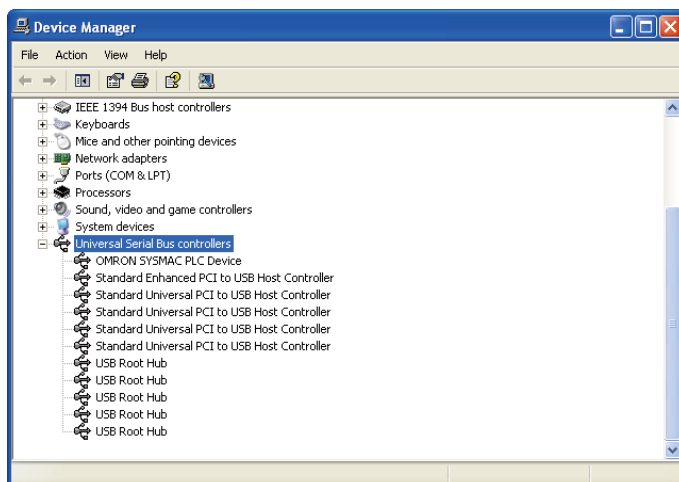 Device Manager
File Action View Help
IEEE 1394 Bus host controllers
Keyboards
Mice and other pointing devices
Network adapters
Ports (COM & LPT)
Processors
Sound, video and game controllers
System devices
Universal Serial Bus controllers
OMRON SYSMAC PLC Device
Standard Enhanced PCI to USB Host Controller
Standard Universal PCI to USB Host Controller
Standard Universal PCI to USB Host Controller
Standard Universal PCI to USB Host Controller
Standard Universal PCI to USB Host Controller
USB Root Hub
USB Root Hub
USB Root Hub
USB Root Hub
USB Root Hub